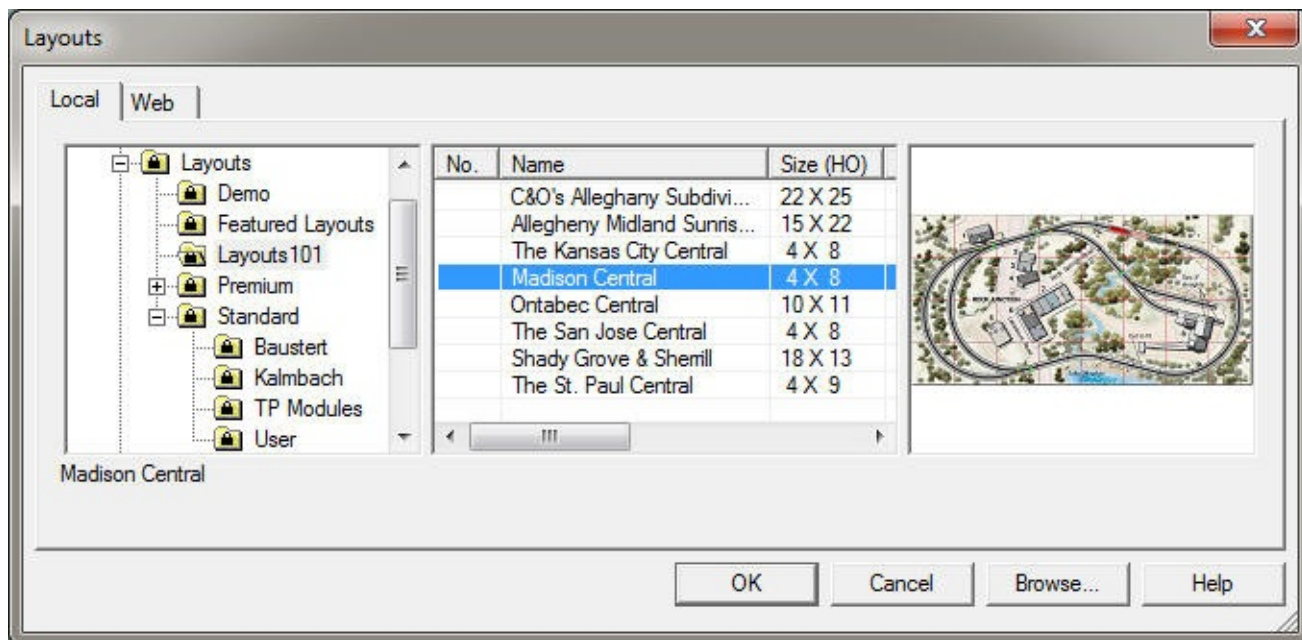 Layouts
Local Web
Layouts
Demo
Featured Layouts
Layouts101
Premium
Standard
Baustert
Kalmbach
TP Modules
User
No. Name Size (HO)
C&O's Alleghany Subdivi... 22 X 25
Allegheny Midland Sunris... 15 X 22
The Kansas City Central 4 X 8
Madison Central 4 X 8
Ontabec Central 10 X 11
The San Jose Central 4 X 8
Shady Grove & Sherrill 18 X 13
The St. Paul Central 4 X 9
Madison Central
OK Cancel Browse... Help